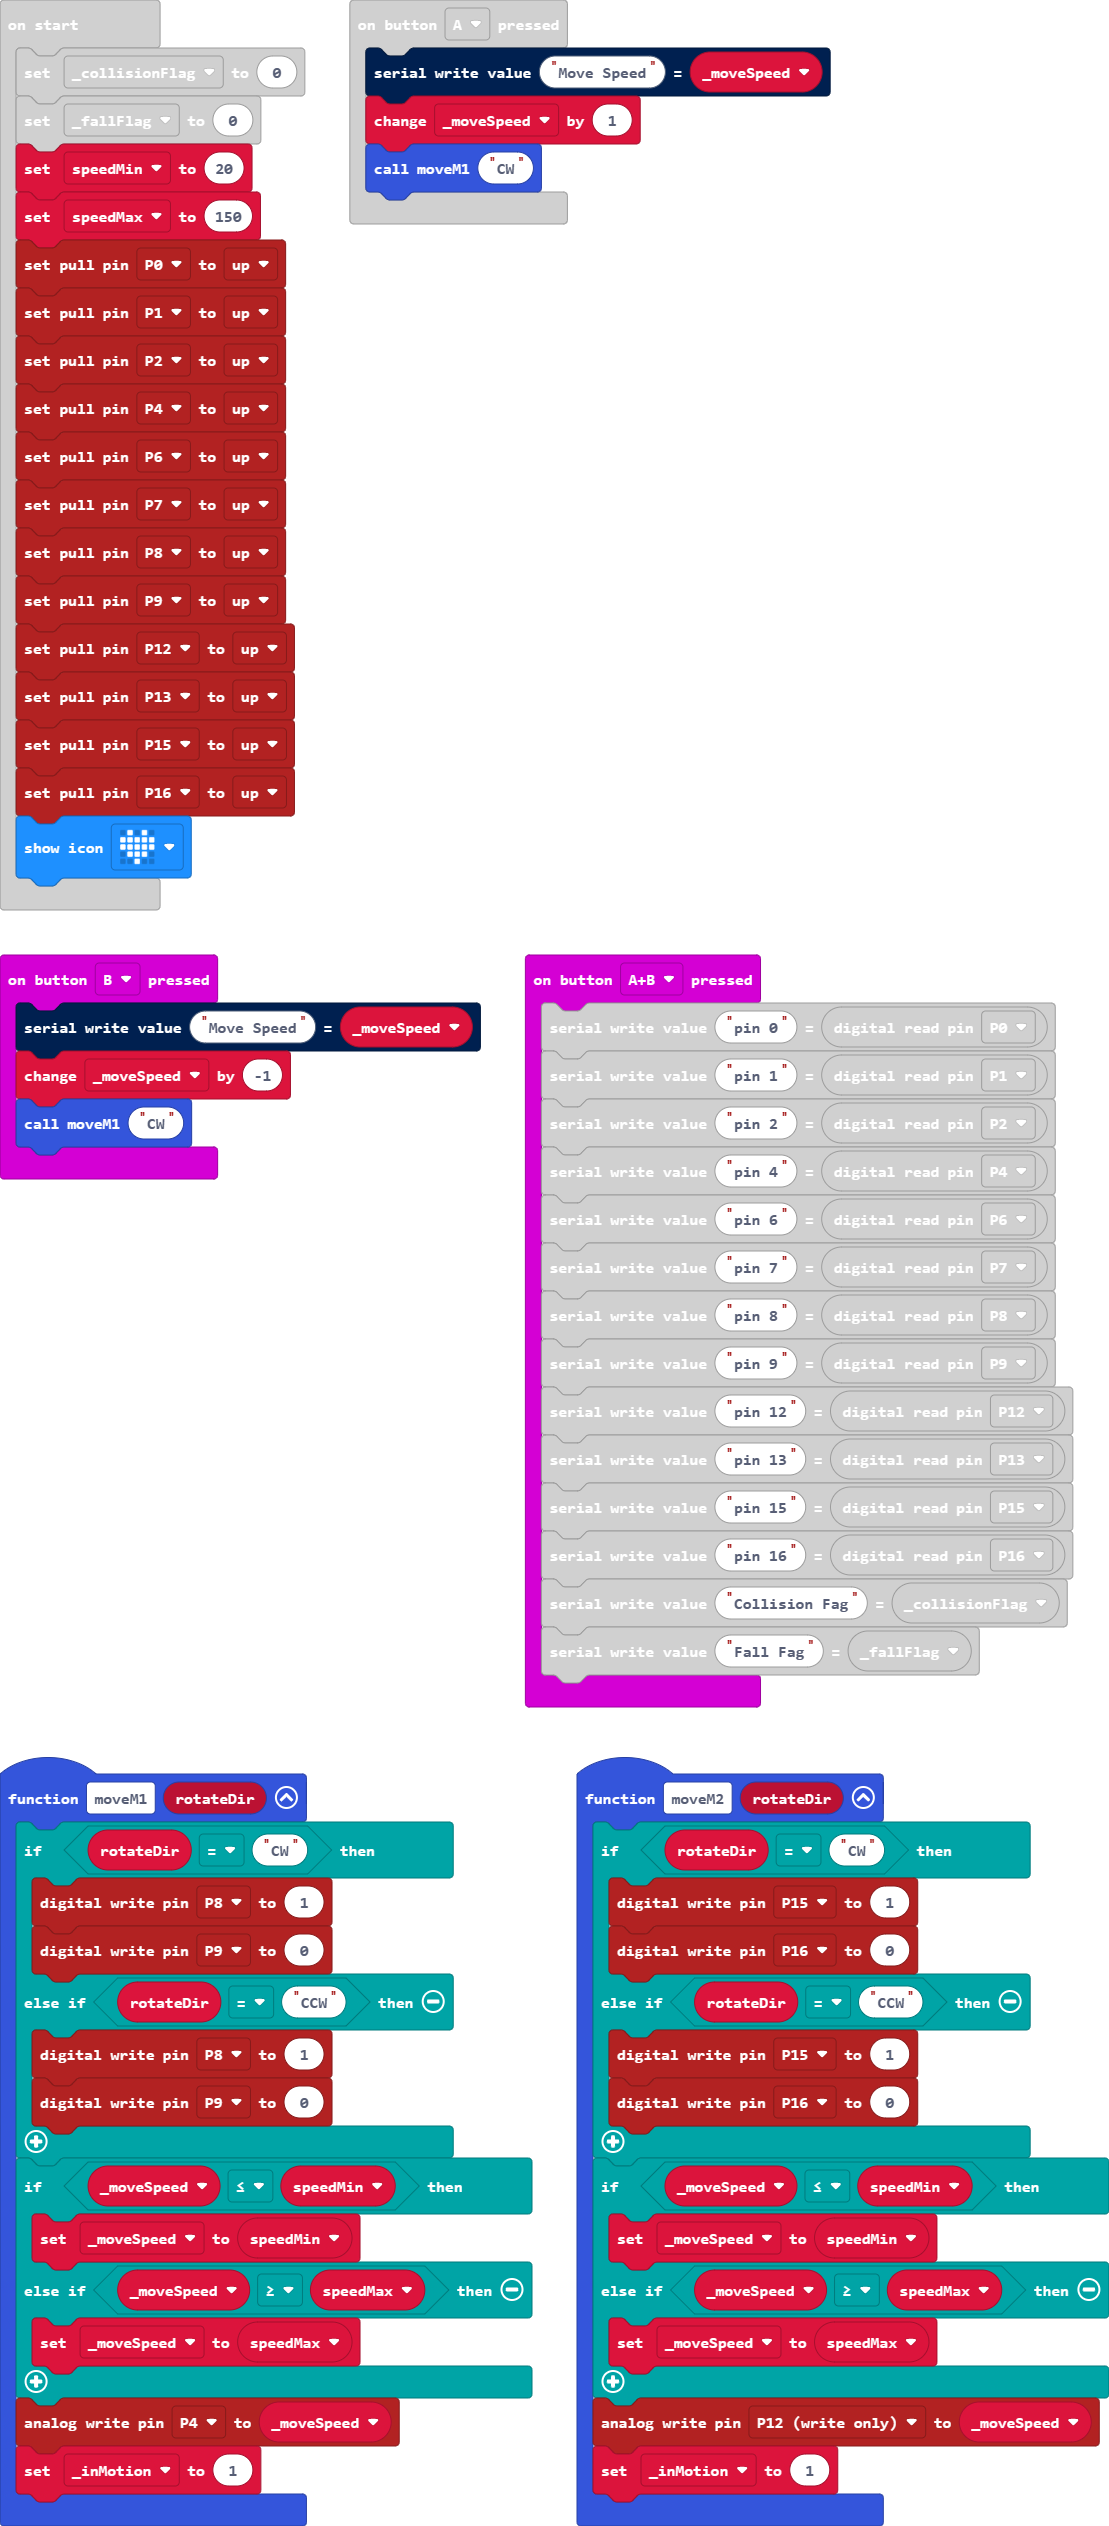 on start
set _collisionFlag to 0
set _fallFlag to 0
set speedMin to 20
set speedMax to 150
set pull pin P0 to up
set pull pin P1 to up
set pull pin P2 to up
set pull pin P4 to up
set pull pin P6 to up
set pull pin P7 to up
set pull pin P8 to up
set pull pin P9 to up
set pull pin P12 to up
set pull pin P13 to up
set pull pin P15 to up
set pull pin P16 to up
show icon
on button A pressed
serial write value "Move Speed" = _moveSpeed
change _moveSpeed by 1
call moveM1 "CW"
on button B pressed
serial write value "Move Speed" = _moveSpeed
change _moveSpeed by -1
call moveM1 "CW"
on button A+B pressed
serial write value "pin 0" = digital read pin P0
serial write value "pin 1" = digital read pin P1
serial write value "pin 2" = digital read pin P2
serial write value "pin 4" = digital read pin P4
serial write value "pin 6" = digital read pin P6
serial write value "pin 7" = digital read pin P7
serial write value "pin 8" = digital read pin P8
serial write value "pin 9" = digital read pin P9
serial write value "pin 12" = digital read pin P12
serial write value "pin 13" = digital read pin P13
serial write value "pin 15" = digital read pin P15
serial write value "pin 16" = digital read pin P16
serial write value "Collision Fag" = _collisionFlag
serial write value "Fall Fag" = _fallFlag
function moveM1 rotateDir
if rotateDir = "CW" then
digital write pin P8 to 1
digital write pin P9 to 0
else if rotateDir = "CCW" then
digital write pin P8 to 1
digital write pin P9 to 0
if _moveSpeed ≤ speedMin then
set _moveSpeed to speedMin
else if _moveSpeed ≥ speedMax then
set _moveSpeed to speedMax
analog write pin P4 to _moveSpeed
set _inMotion to 1
function moveM2 rotateDir
if rotateDir = "CW" then
digital write pin P15 to 1
digital write pin P16 to 0
else if rotateDir = "CCW" then
digital write pin P15 to 1
digital write pin P16 to 0
if _moveSpeed ≤ speedMin then
set _moveSpeed to speedMin
else if _moveSpeed ≥ speedMax then
set _moveSpeed to speedMax
analog write pin P12 (write only) to _moveSpeed
set _inMotion to 1